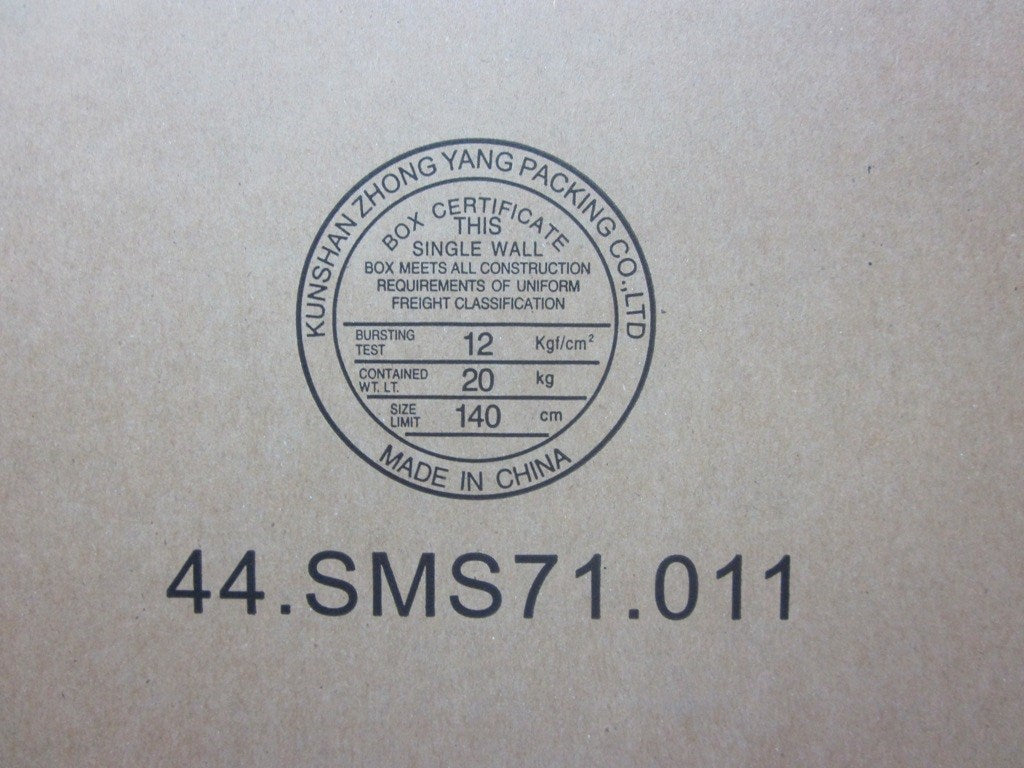 KUNSHAN ZHONG YANG PACKING CO.,LTD
BOX CERTIFICATE
THIS
SINGLE WALL
BOX MEETS ALL CONSTRUCTION
REQUIREMENTS OF UNIFORM
FREIGHT CLASSIFICATION
BURSTING TEST 12 Kgf/cm²
CONTAINED WT. LT. 20 kg
SIZE LIMIT 140 cm
MADE IN CHINA
44.SMS71.011